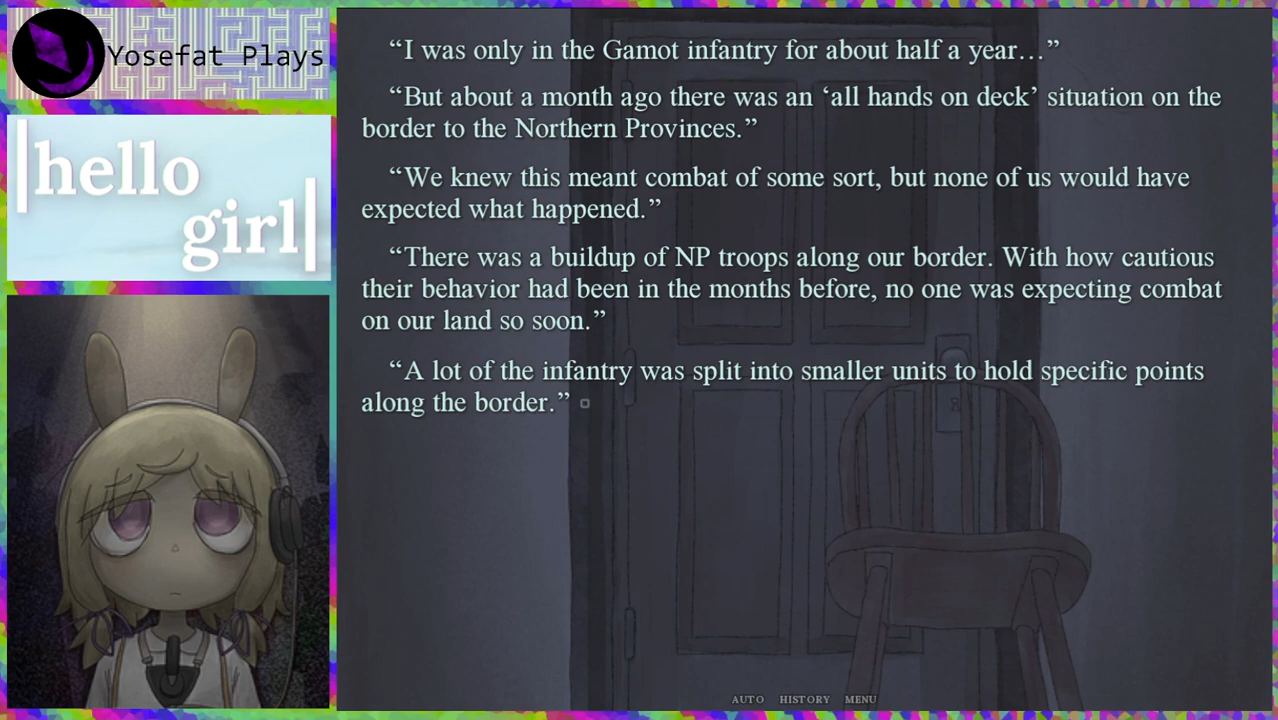 Yosefat Plays
|hello
girl|
“I was only in the Gamot infantry for about half a year…”
“But about a month ago there was an ‘all hands on deck’ situation on the
border to the Northern Provinces.”
“We knew this meant combat of some sort, but none of us would have
expected what happened.”
“There was a buildup of NP troops along our border. With how cautious
their behavior had been in the months before, no one was expecting combat
on our land so soon.”
“A lot of the infantry was split into smaller units to hold specific points
along the border.”
AUTO HISTORY MENU